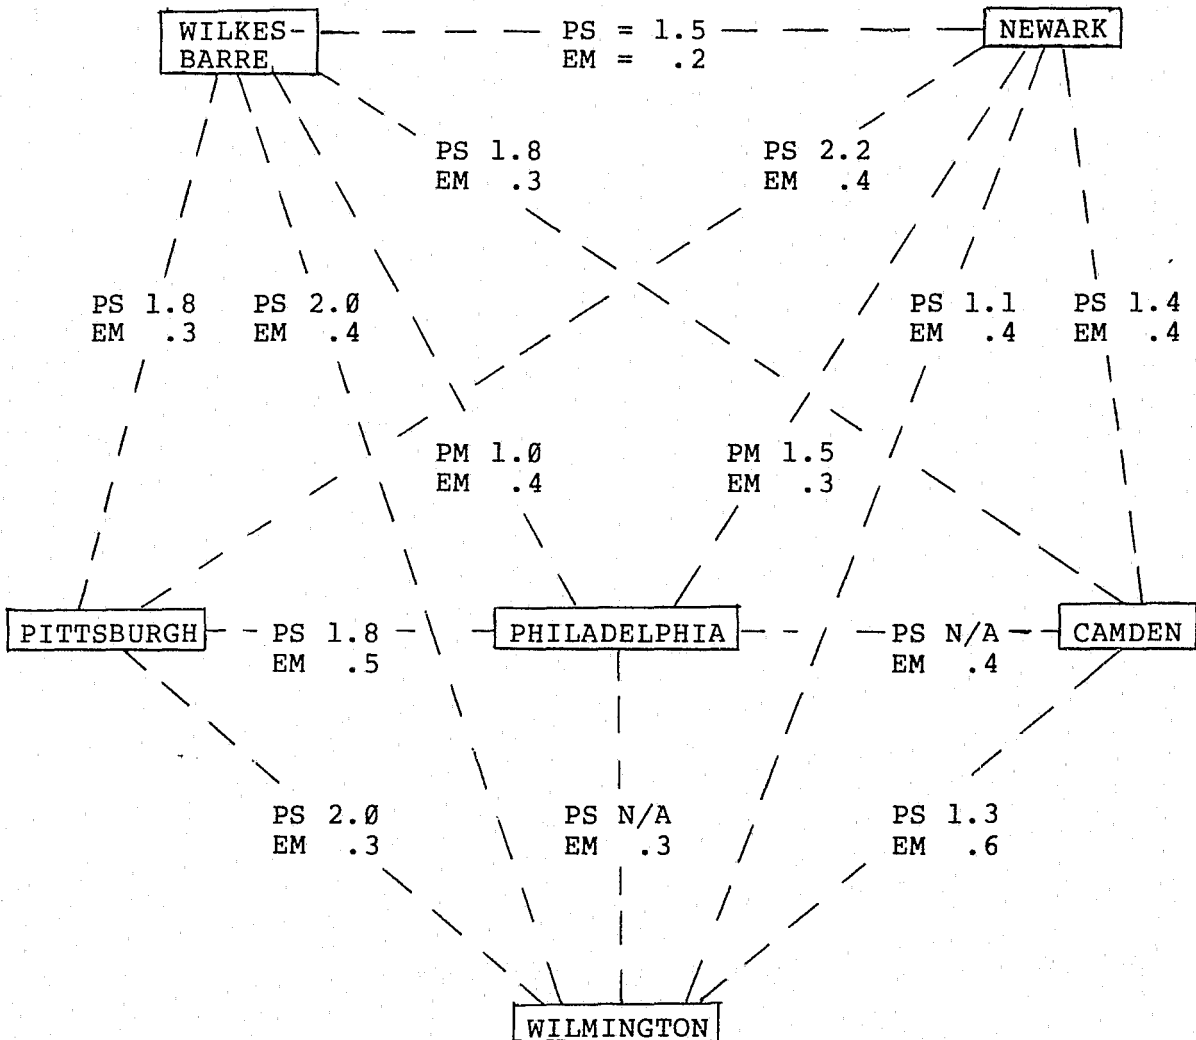 WILKES-
BARRE
PS = 1.5
EM = .2
NEWARK
PS 1.8
EM .3
PS 2.2
EM .4
PS 1.8
EM .3
PS 2.0
EM .4
PS 1.1
EM .4
PS 1.4
EM .4
PM 1.0
EM .4
PM 1.5
EM .3
PITTSBURGH
PS 1.8
EM .5
PHILADELPHIA
PS N/A
EM .4
CAMDEN
PS 2.0
EM .3
PS N/A
EM .3
PS 1.3
EM .6
WILMINGTON